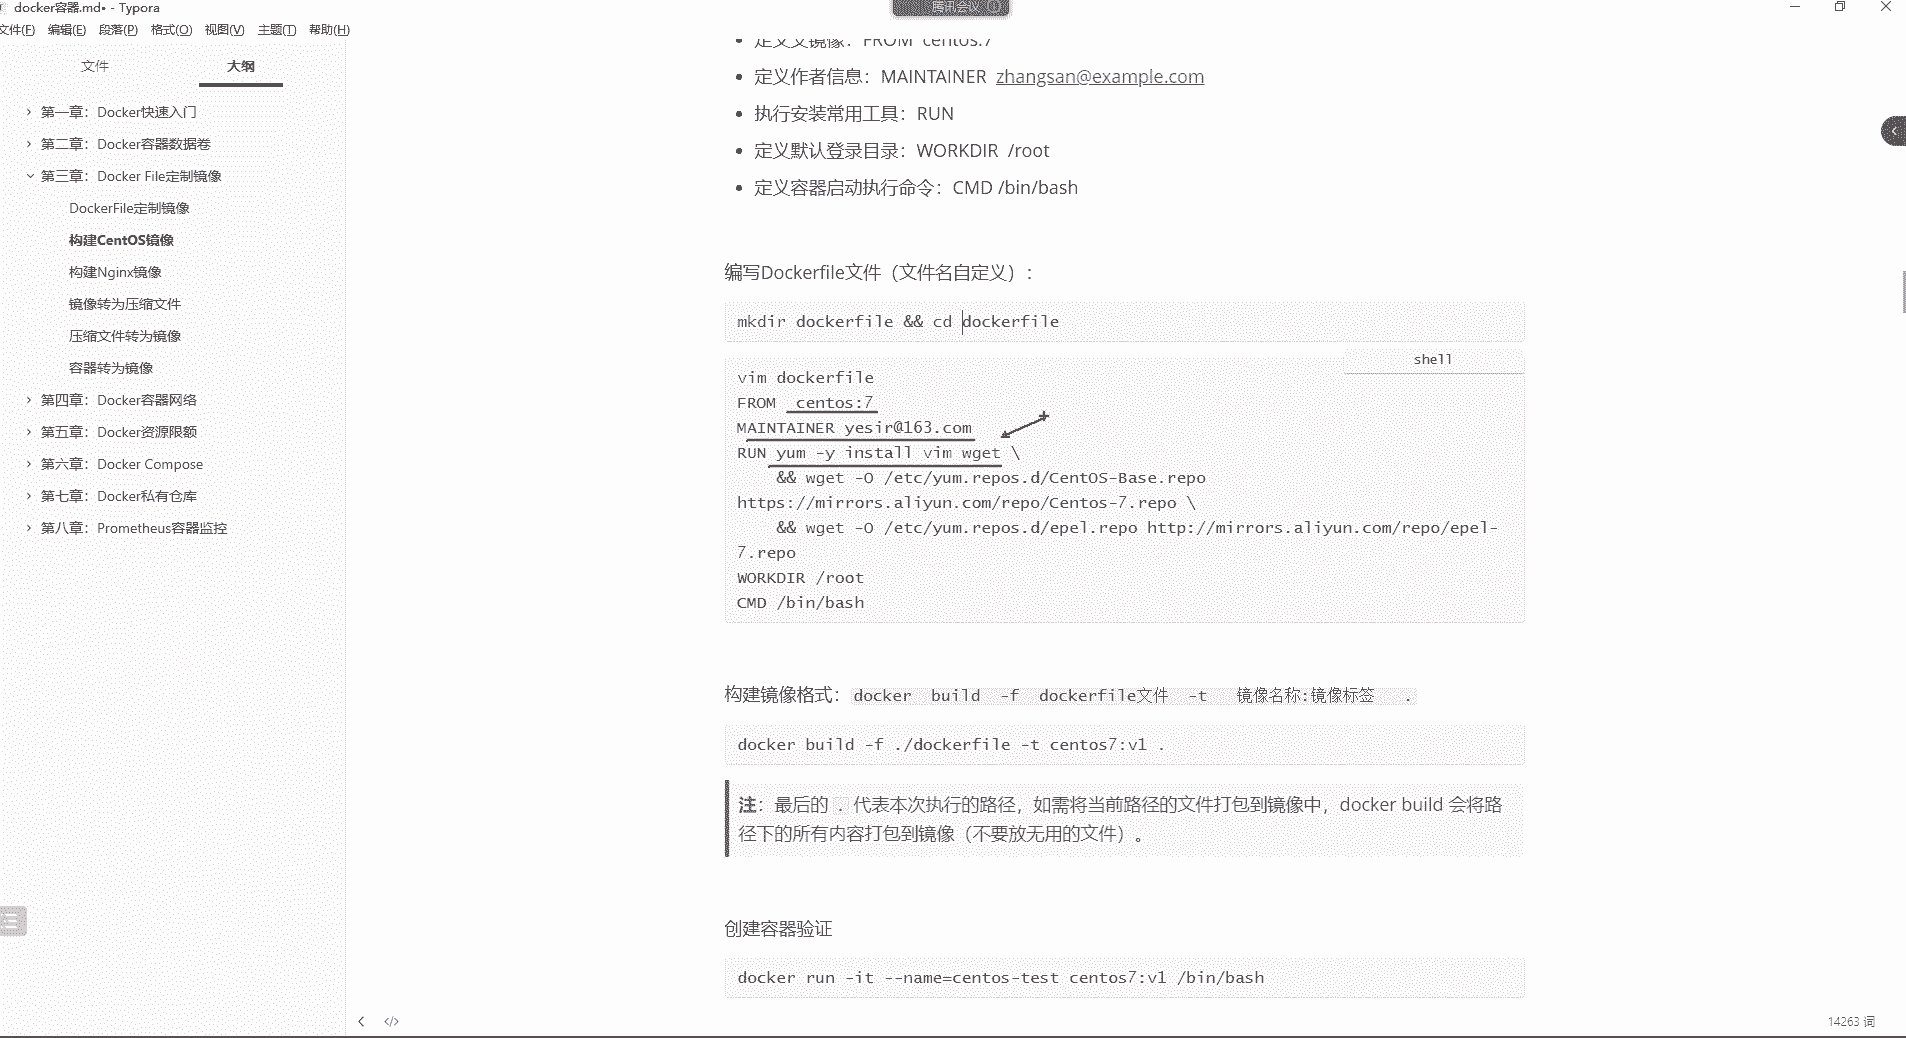 docker容器.md• - Typora
腾讯会议
文件(F) 编辑(E) 段落(P) 格式(O) 视图(V) 主题(T) 帮助(H)
文件 大纲
第一章：Docker快速入门
第二章：Docker容器数据卷
第三章：Docker File定制镜像
DockerFile定制镜像
构建CentOS镜像
构建Nginx镜像
镜像转为压缩文件
压缩文件转为镜像
容器转为镜像
第四章：Docker容器网络
第五章：Docker资源限额
第六章：Docker Compose
第七章：Docker私有仓库
第八章：Prometheus容器监控
定义父镜像：FROM centos:7
定义作者信息：MAINTAINER zhangsan@example.com
执行安装常用工具：RUN
定义默认登录目录：WORKDIR /root
定义容器启动执行命令：CMD /bin/bash
编写Dockerfile文件（文件名自定义）：
mkdir dockerfile && cd dockerfile
shell
vim dockerfile
FROM centos:7
MAINTAINER yesir@163.com
RUN yum -y install vim wget \
&& wget -O /etc/yum.repos.d/CentOS-Base.repo
https://mirrors.aliyun.com/repo/Centos-7.repo \
&& wget -O /etc/yum.repos.d/epel.repo http://mirrors.aliyun.com/repo/epel-
7.repo
WORKDIR /root
CMD /bin/bash
构建镜像格式：docker build -f dockerfile文件 -t 镜像名称:镜像标签 .
docker build -f ./dockerfile -t centos7:v1 .
注：最后的 . 代表本次执行的路径，如需将当前路径的文件打包到镜像中，docker build 会将路
径下的所有内容打包到镜像（不要放无用的文件）。
创建容器验证
docker run -it --name=centos-test centos7:v1 /bin/bash
14263 词